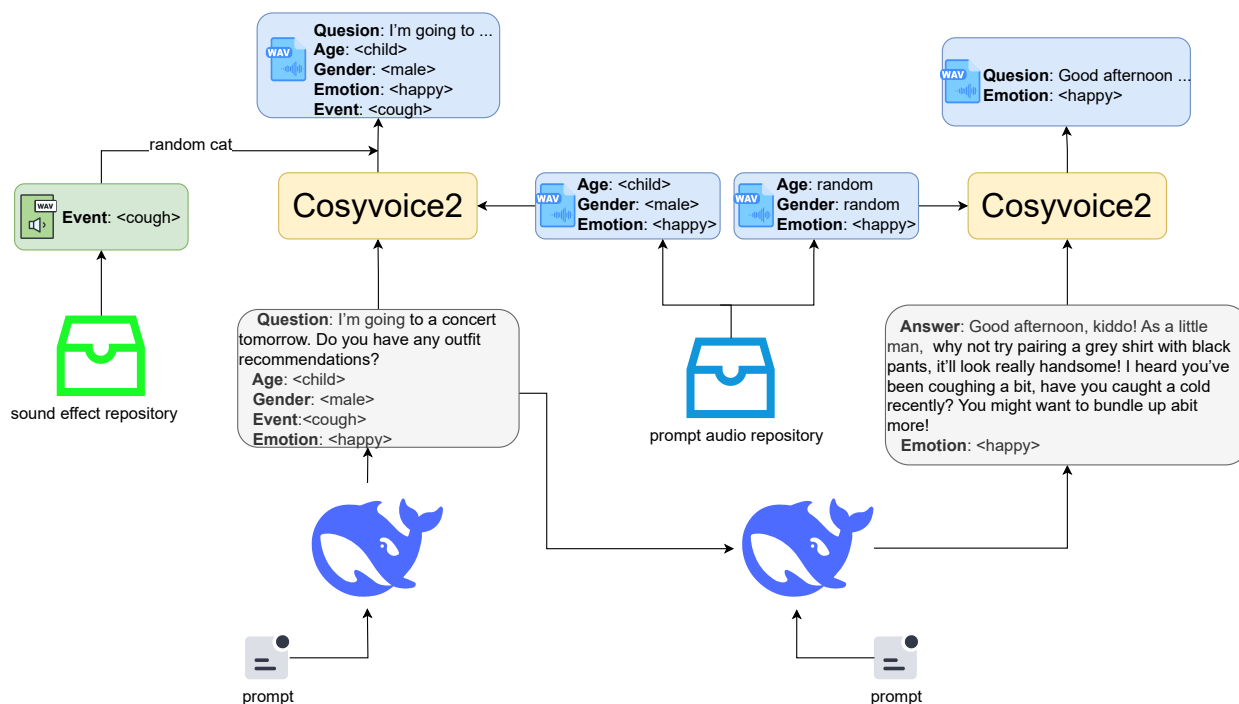 Quesion: I'm going to ...
Age: <child>
Gender: <male>
Emotion: <happy>
Event: <cough>
WAV
Quesion: Good afternoon ...
Emotion: <happy>
WAV
random cat
WAV
Event: <cough>
Cosyvoice2
WAV
Age: <child>
Gender: <male>
Emotion: <happy>
WAV
Age: random
Gender: random
Emotion: <happy>
Cosyvoice2
sound effect repository
Question: I'm going to a concert
tomorrow. Do you have any outfit
recommendations?
Age: <child>
Gender: <male>
Event:<cough>
Emotion: <happy>
prompt audio repository
Answer: Good afternoon, kiddo! As a little
man, why not try pairing a grey shirt with black
pants, it'll look really handsome! I heard you've
been coughing a bit, have you caught a cold
recently? You might want to bundle up abit
more!
Emotion: <happy>
prompt
prompt